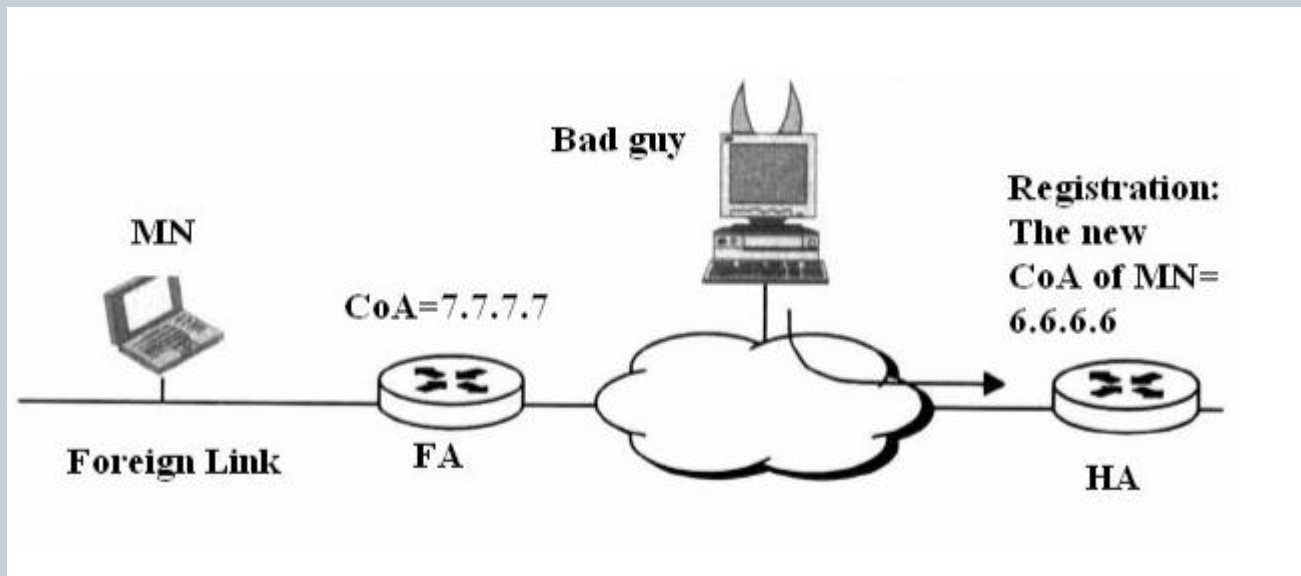 Bad guy
Registration:
The new
CoA of MN=
6.6.6.6
MN
CoA=7.7.7.7
Foreign Link
FA
HA